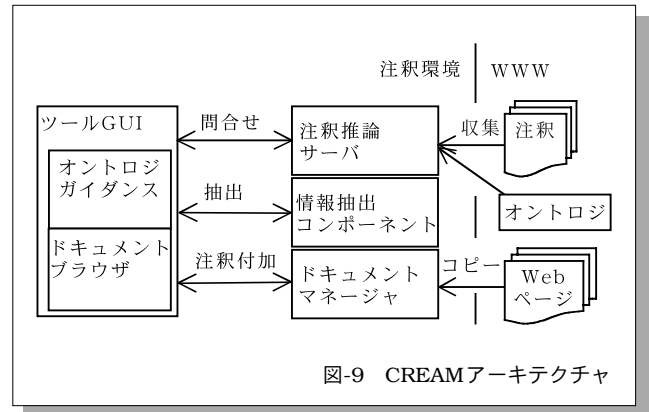 注釈環境
WWW
ツールGUI
問合せ
注釈推論
サーバ
収集
注釈
オントロジ
ガイダンス
抽出
情報抽出
コンポーネント
オントロジ
ドキュメント
ブラウザ
注釈付加
ドキュメント
マネージャ
コピー
Web
ページ
図-9 CREAMアーキテクチャ